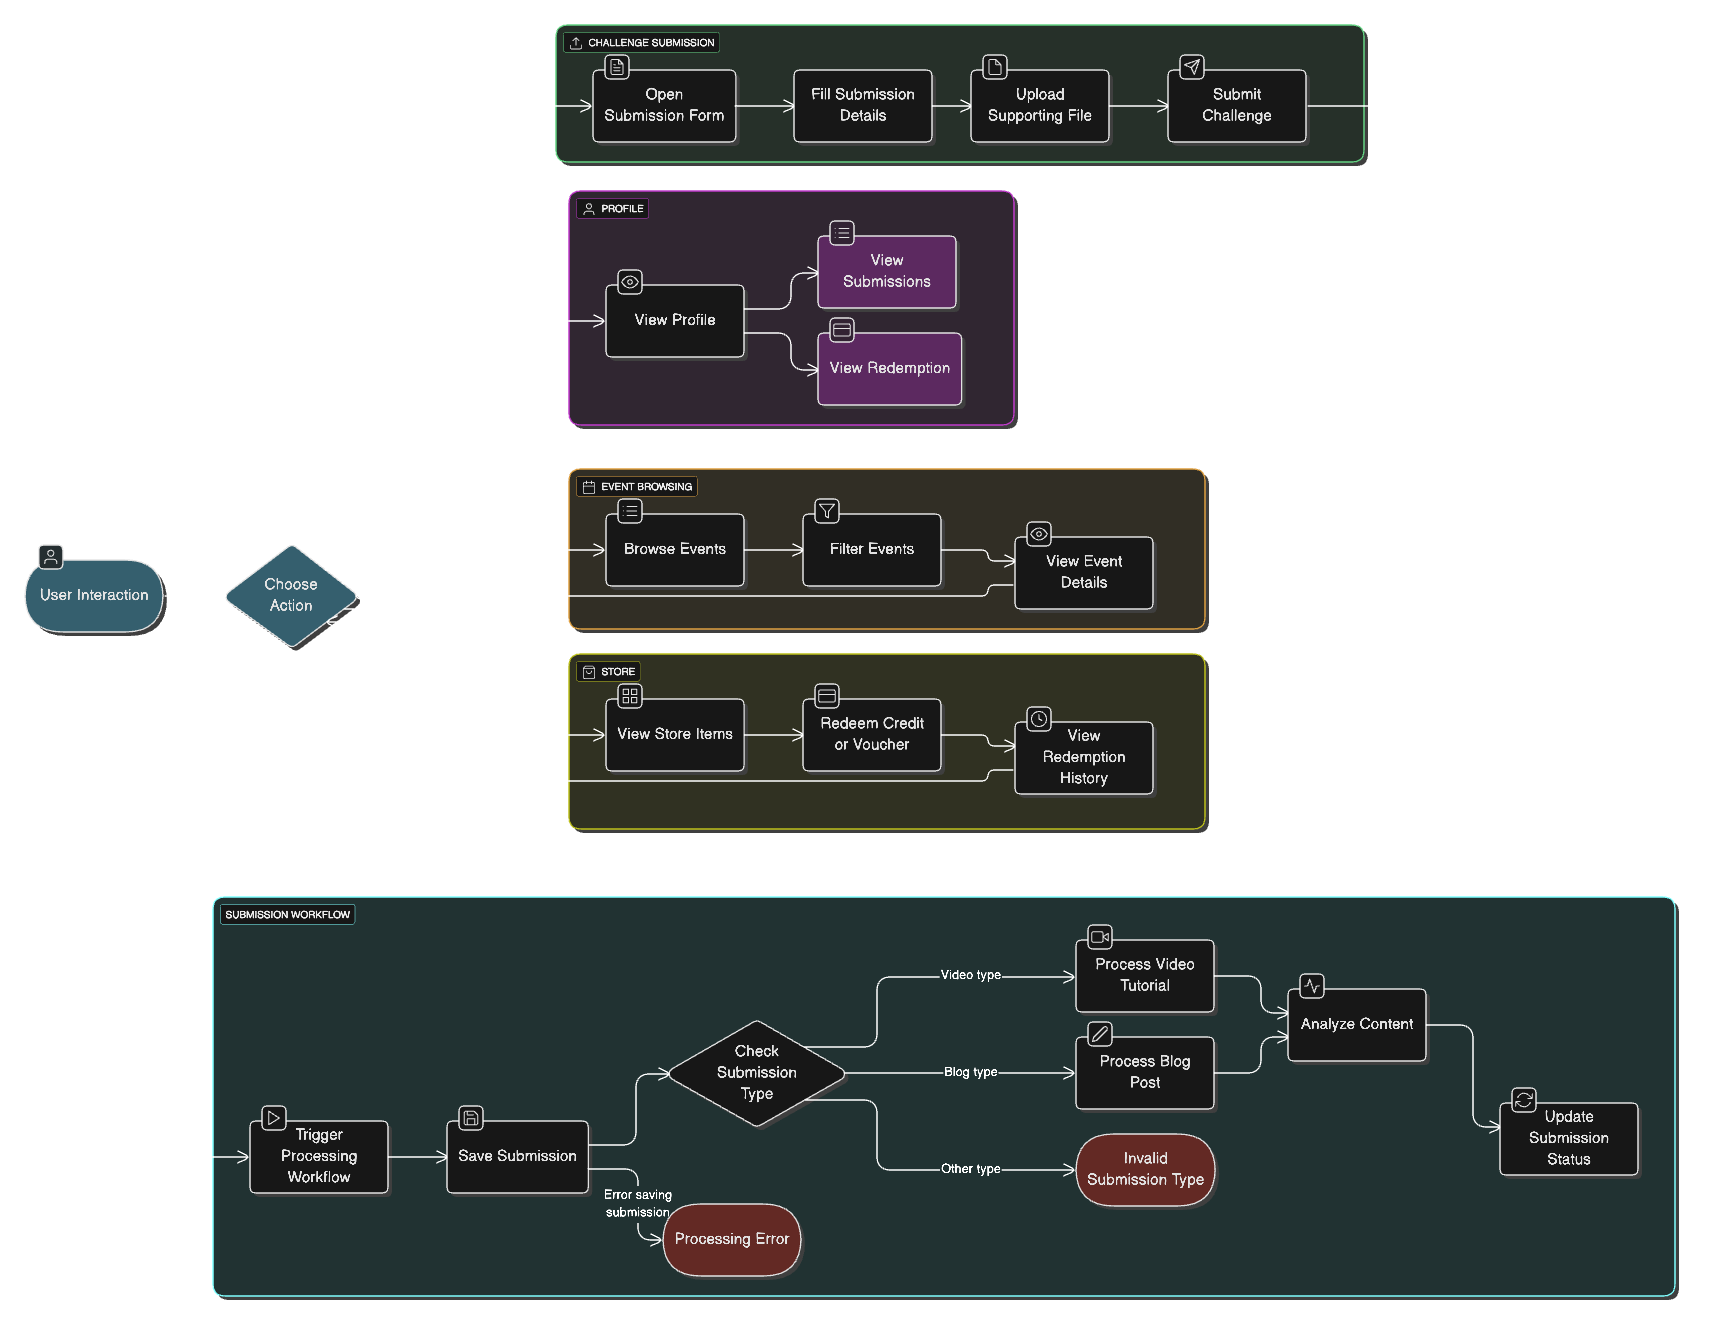 CHALLENGE SUBMISSION
Open
Submission Form
Fill Submission
Details
Upload
Supporting File
Submit
Challenge
PROFILE
View Profile
View
Submissions
View Redemption
EVENT BROWSING
Browse Events
Filter Events
View Event
Details
User Interaction
Choose
Action
STORE
View Store Items
Redeem Credit
or Voucher
View
Redemption
History
SUBMISSION WORKFLOW
Trigger
Processing
Workflow
Save Submission
Error saving
submission
Processing Error
Check
Submission
Type
Video type
Blog type
Other type
Process Video
Tutorial
Process Blog
Post
Invalid
Submission Type
Analyze Content
Update
Submission
Status